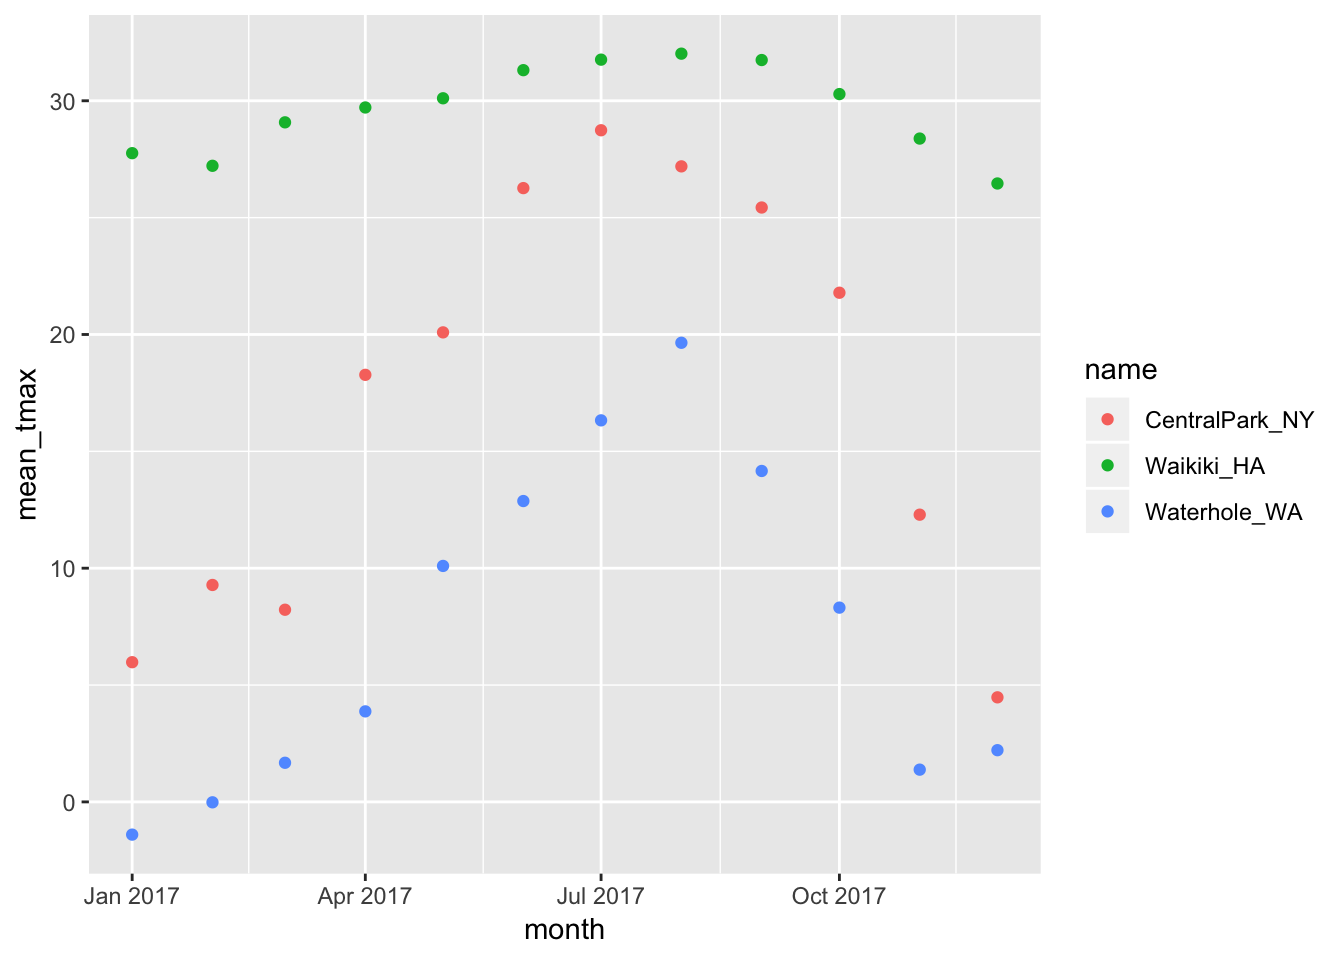 30
20
10
0
mean_tmax
Jan 2017 Apr 2017 Jul 2017 Oct 2017
month
name
CentralPark_NY
Waikiki_HA
Waterhole_WA